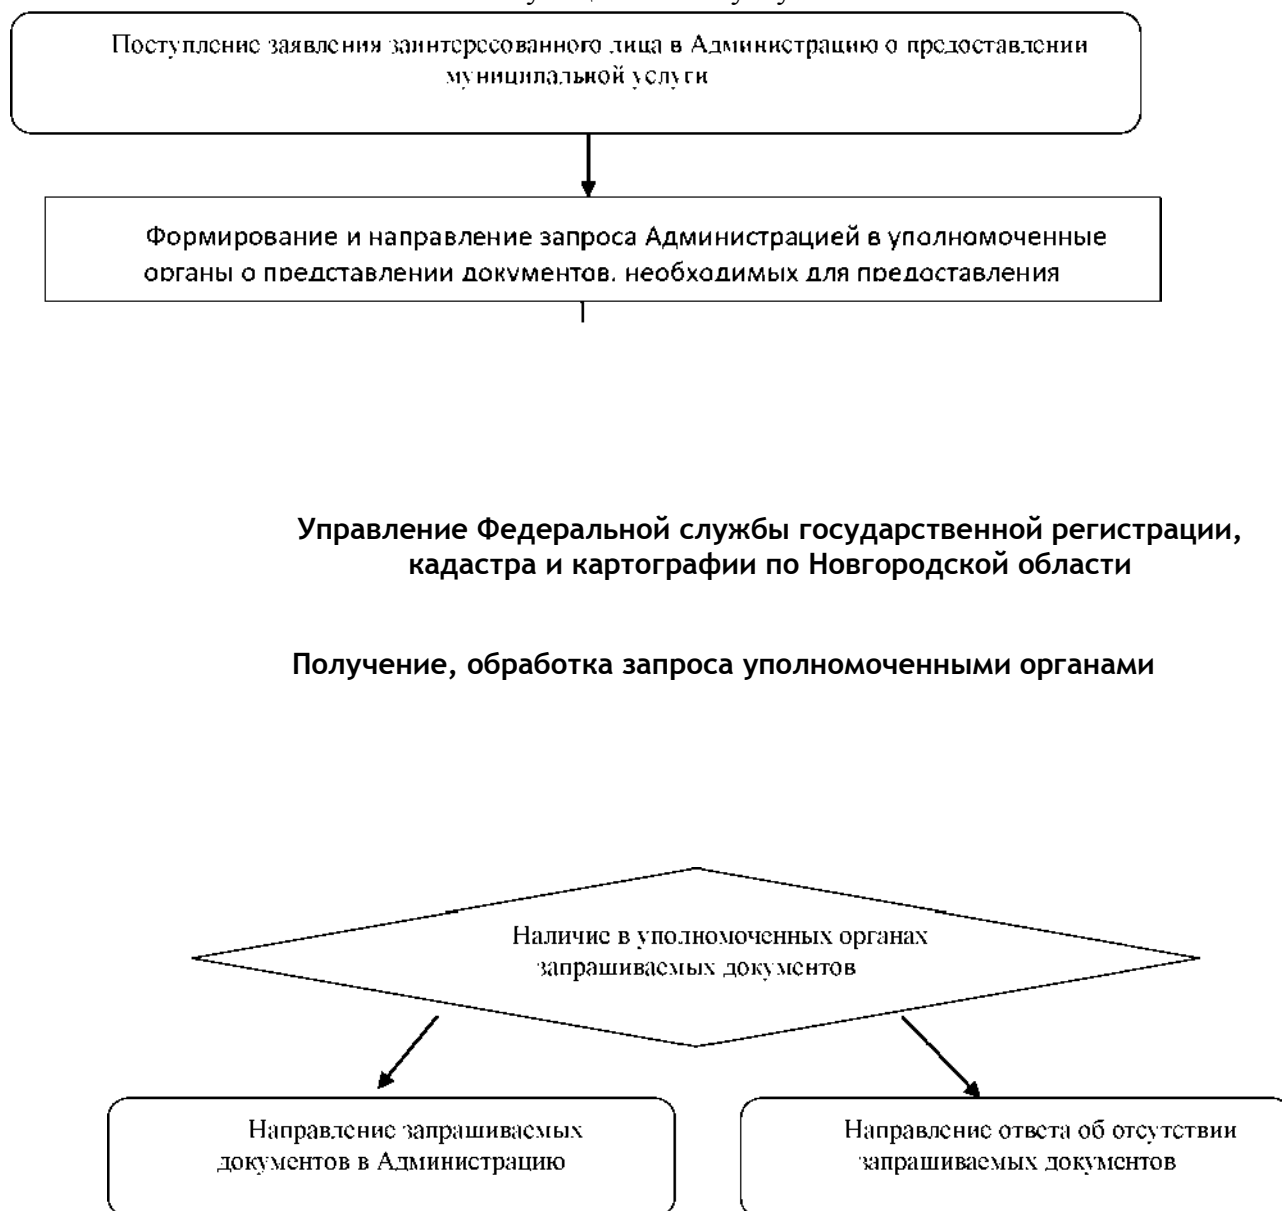 Поступление заявления заинтересованного лица в Администрацию о предоставлении
муниципальной услуги
Формирование и направление запроса Администрацией в уполномоченные
органы о представлении документов, необходимых для предоставления
Управление Федеральной службы государственной регистрации,
кадастра и картографии по Новгородской области
Получение, обработка запроса уполномоченными органами
Наличие в уполномоченных органах
запрашиваемых документов
Направление запрашиваемых
документов в Администрацию
Направление ответа об отсутствии
запрашиваемых документов